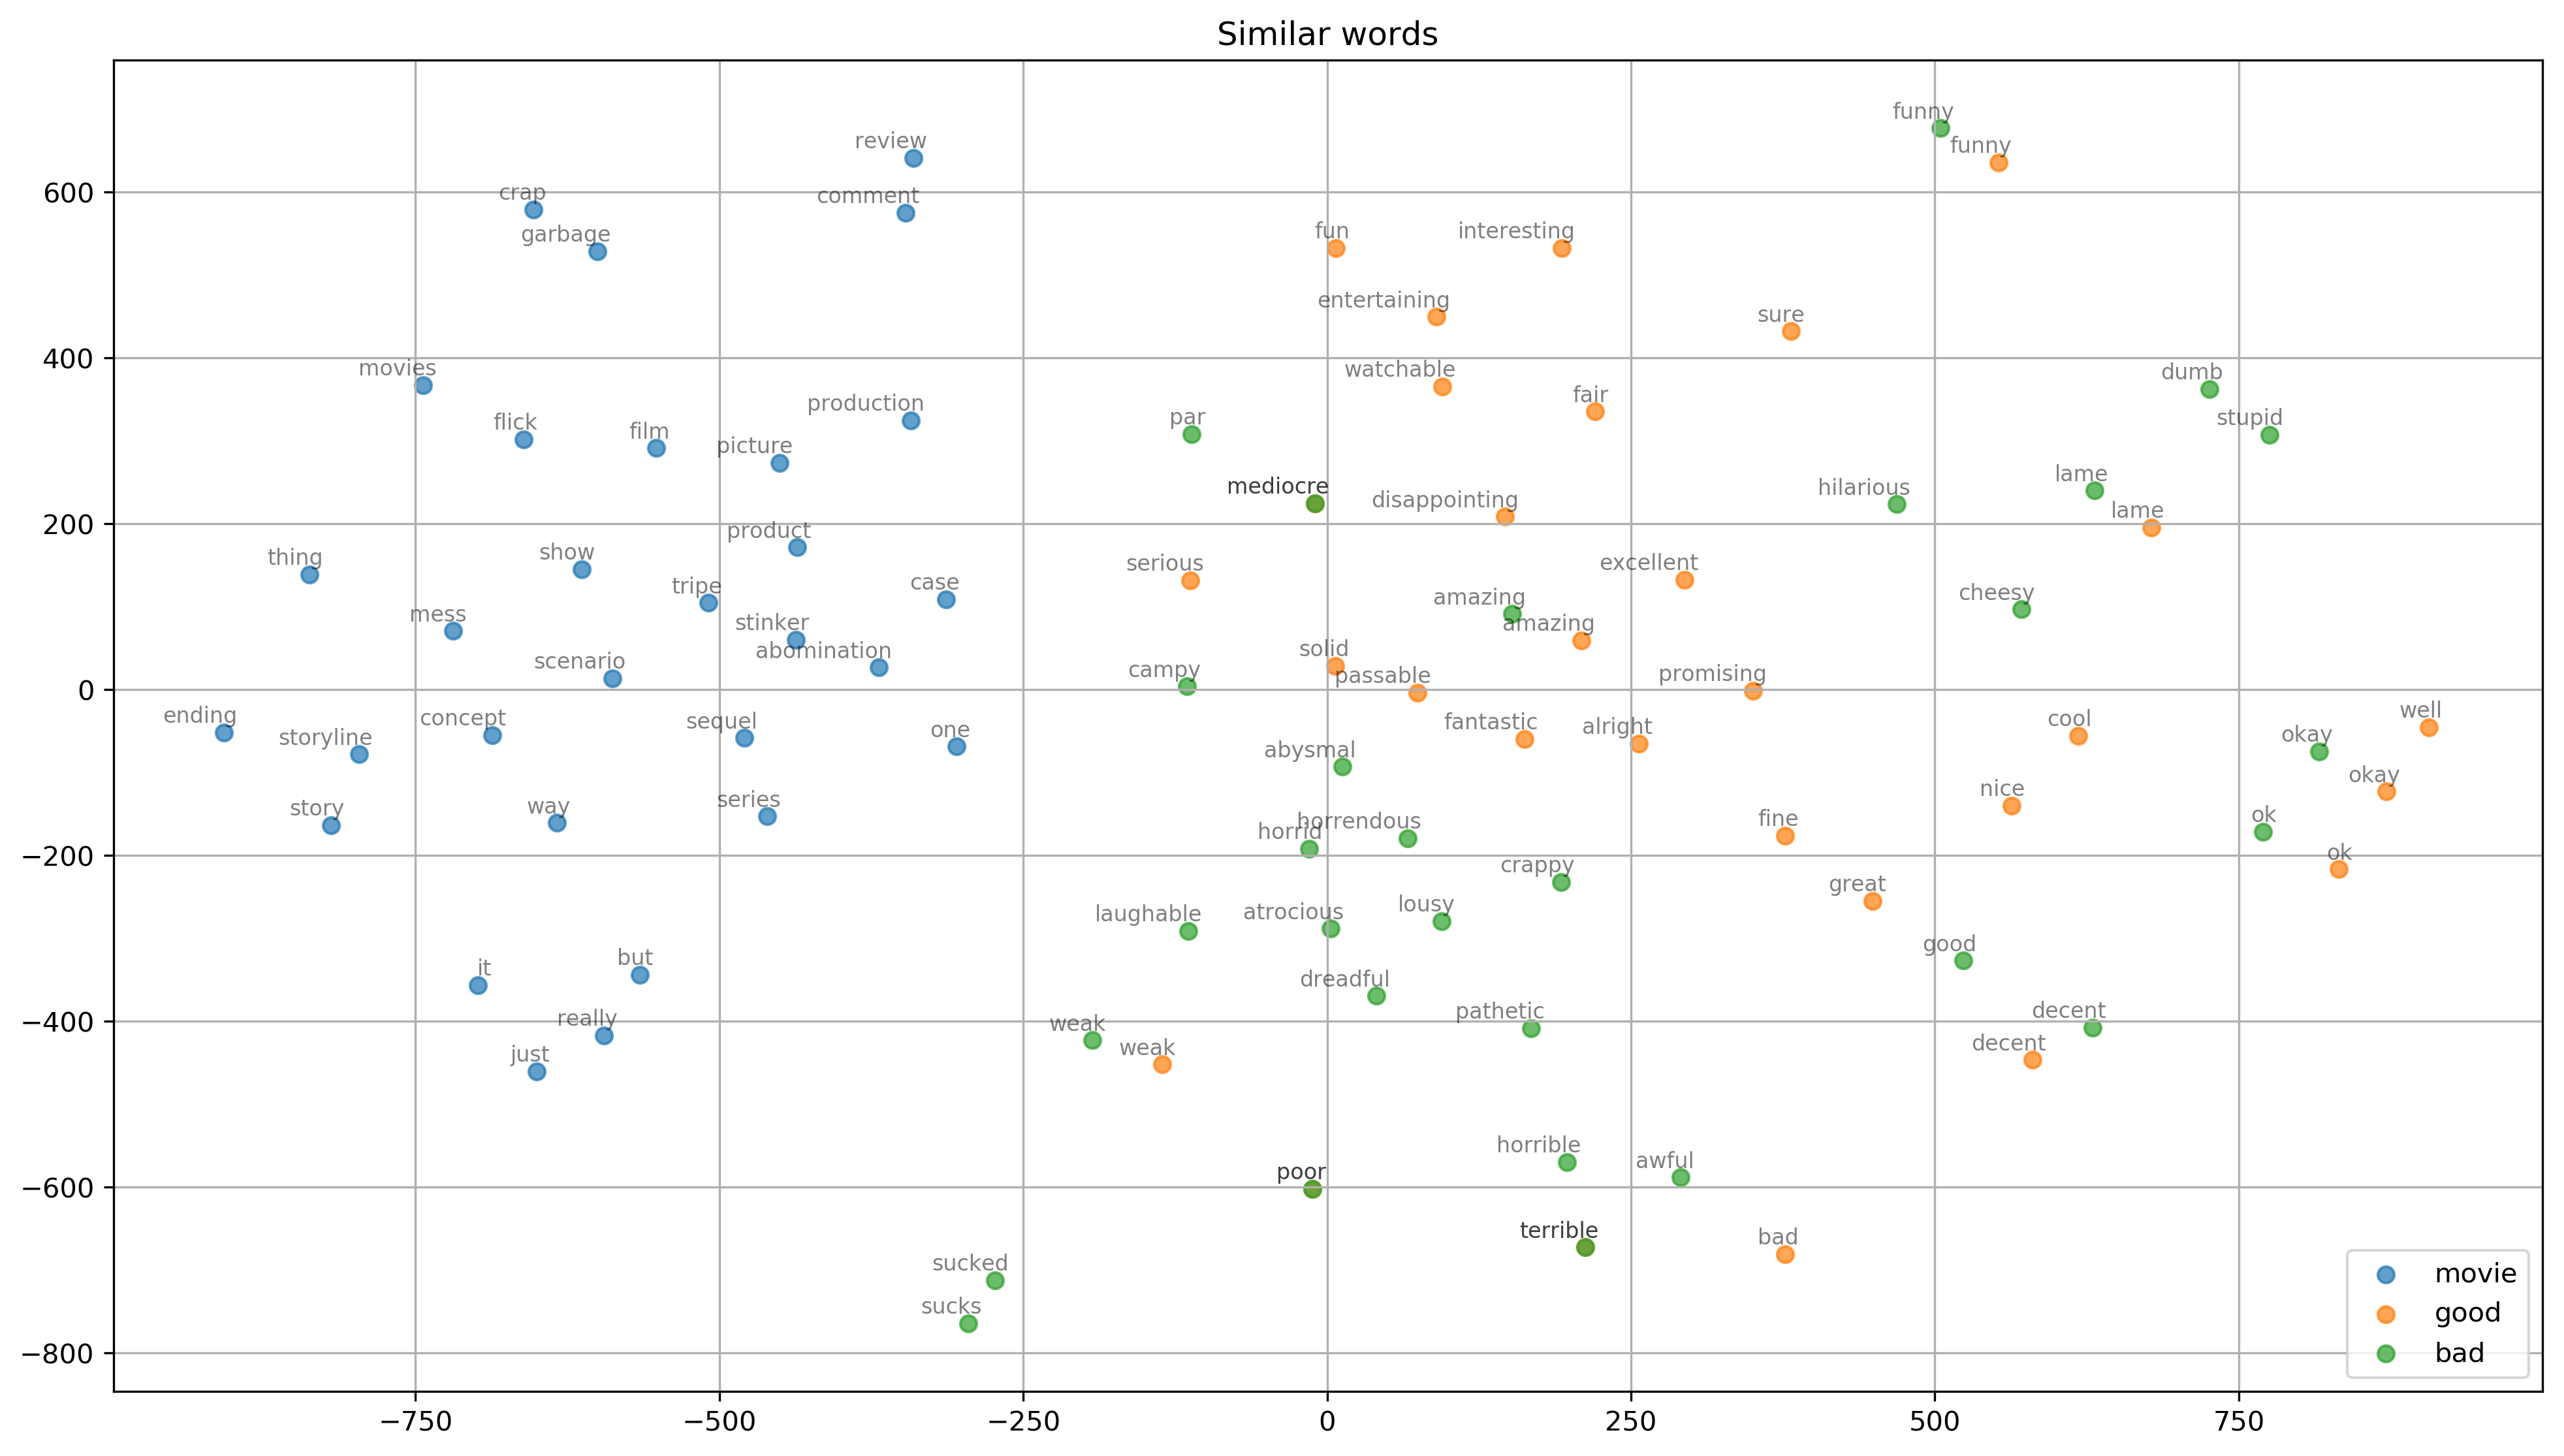 Similar words
funny
funny
review
crap
comment
garbage
fun
interesting
entertaining
sure
movies
watchable
dumb
fair
production
par
stupid
flick
film
picture
lame
mediocre
hilarious
disappointing
lame
product
thing
show
serious
excellent
case
tripe
amazing
cheesy
mess
stinker
amazing
abomination
solid
scenario
campy
passable
promising
ending
concept
sequel
well
cool
fantastic
alright
one
okay
storyline
abysmal
okay
nice
series
story
way
fine
ok
horrendous
horrid
ok
crappy
great
lousy
atrocious
laughable
good
but
it
dreadful
decent
pathetic
really
weak
decent
weak
just
horrible
awful
poor
terrible
bad
sucked
sucks
600
400
200
0
−200
−400
−600
−800
−750
−500
−250
0
250
500
750
movie
good
bad